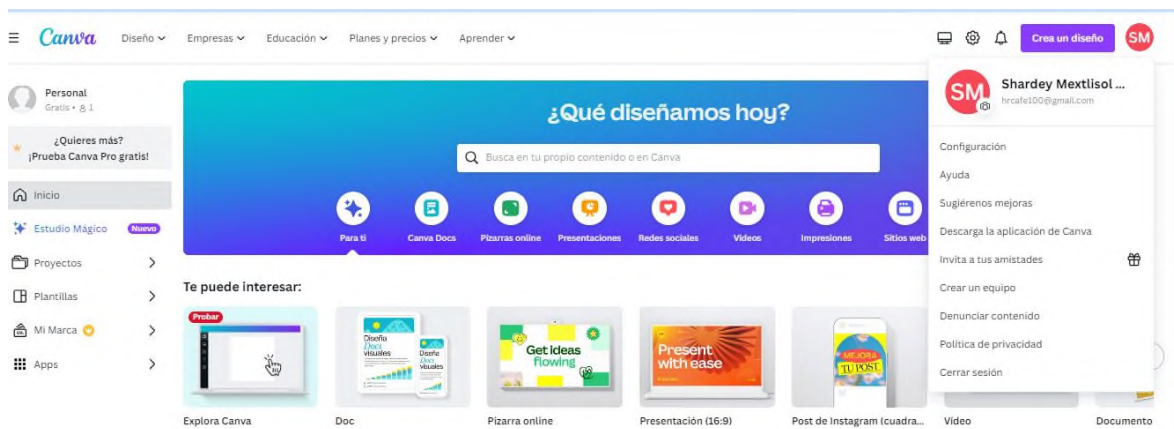 Canva
Diseño
Empresas
Educación
Planes y precios
Aprender
Crea un diseño
SM
Personal
Gratis • 1
¿Quieres más?
¡Prueba Canva Pro gratis!
Inicio
Estudio Mágico
Nuevo
Proyectos
Plantillas
Mi Marca
Apps
¿Qué diseñamos hoy?
Busca en tu propio contenido o en Canva
Para ti
Canva Docs
Pizarras online
Presentaciones
Redes sociales
Videos
Impresiones
Sitios web
SM
Shardey Mextlisol ...
hrcafe100@gmail.com
Configuración
Ayuda
Sugiérenos mejoras
Descarga la aplicación de Canva
Invita a tus amistades
Crear un equipo
Denunciar contenido
Política de privacidad
Cerrar sesión
Te puede interesar:
Probar
Diseña
Docs
visuales
Diseña
Docs
Visuales
Get ideas
flowing
Present
with ease
MEJORA
TU POST
Explora Canva
Doc
Pizarra online
Presentación (16:9)
Post de Instagram (cuadra...
Vídeo
Documento